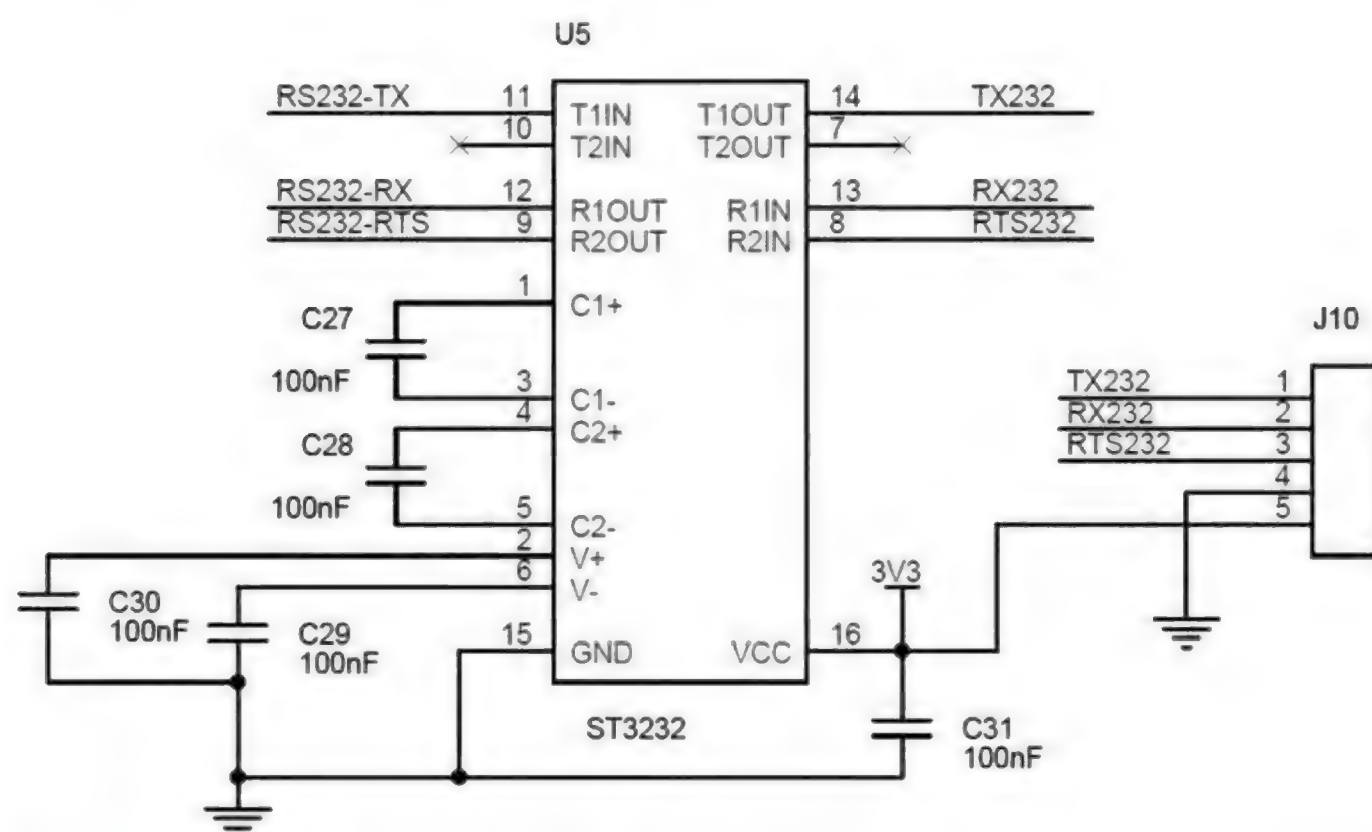 U5
RS232-TX 11 T1IN T1OUT 14 TX232
10 T2IN T2OUT 7
RS232-RX 12 R1OUT R1IN 13 RX232
RS232-RTS 9 R2OUT R2IN 8 RTS232
1 C1+
C27
100nF
3 C1-
4 C2+
C28
100nF
5 C2-
2 V+
6 V-
C30
100nF
C29
100nF
15 GND VCC 16
3V3
ST3232
C31
100nF
J10
TX232 1
RX232 2
RTS232 3
4
5